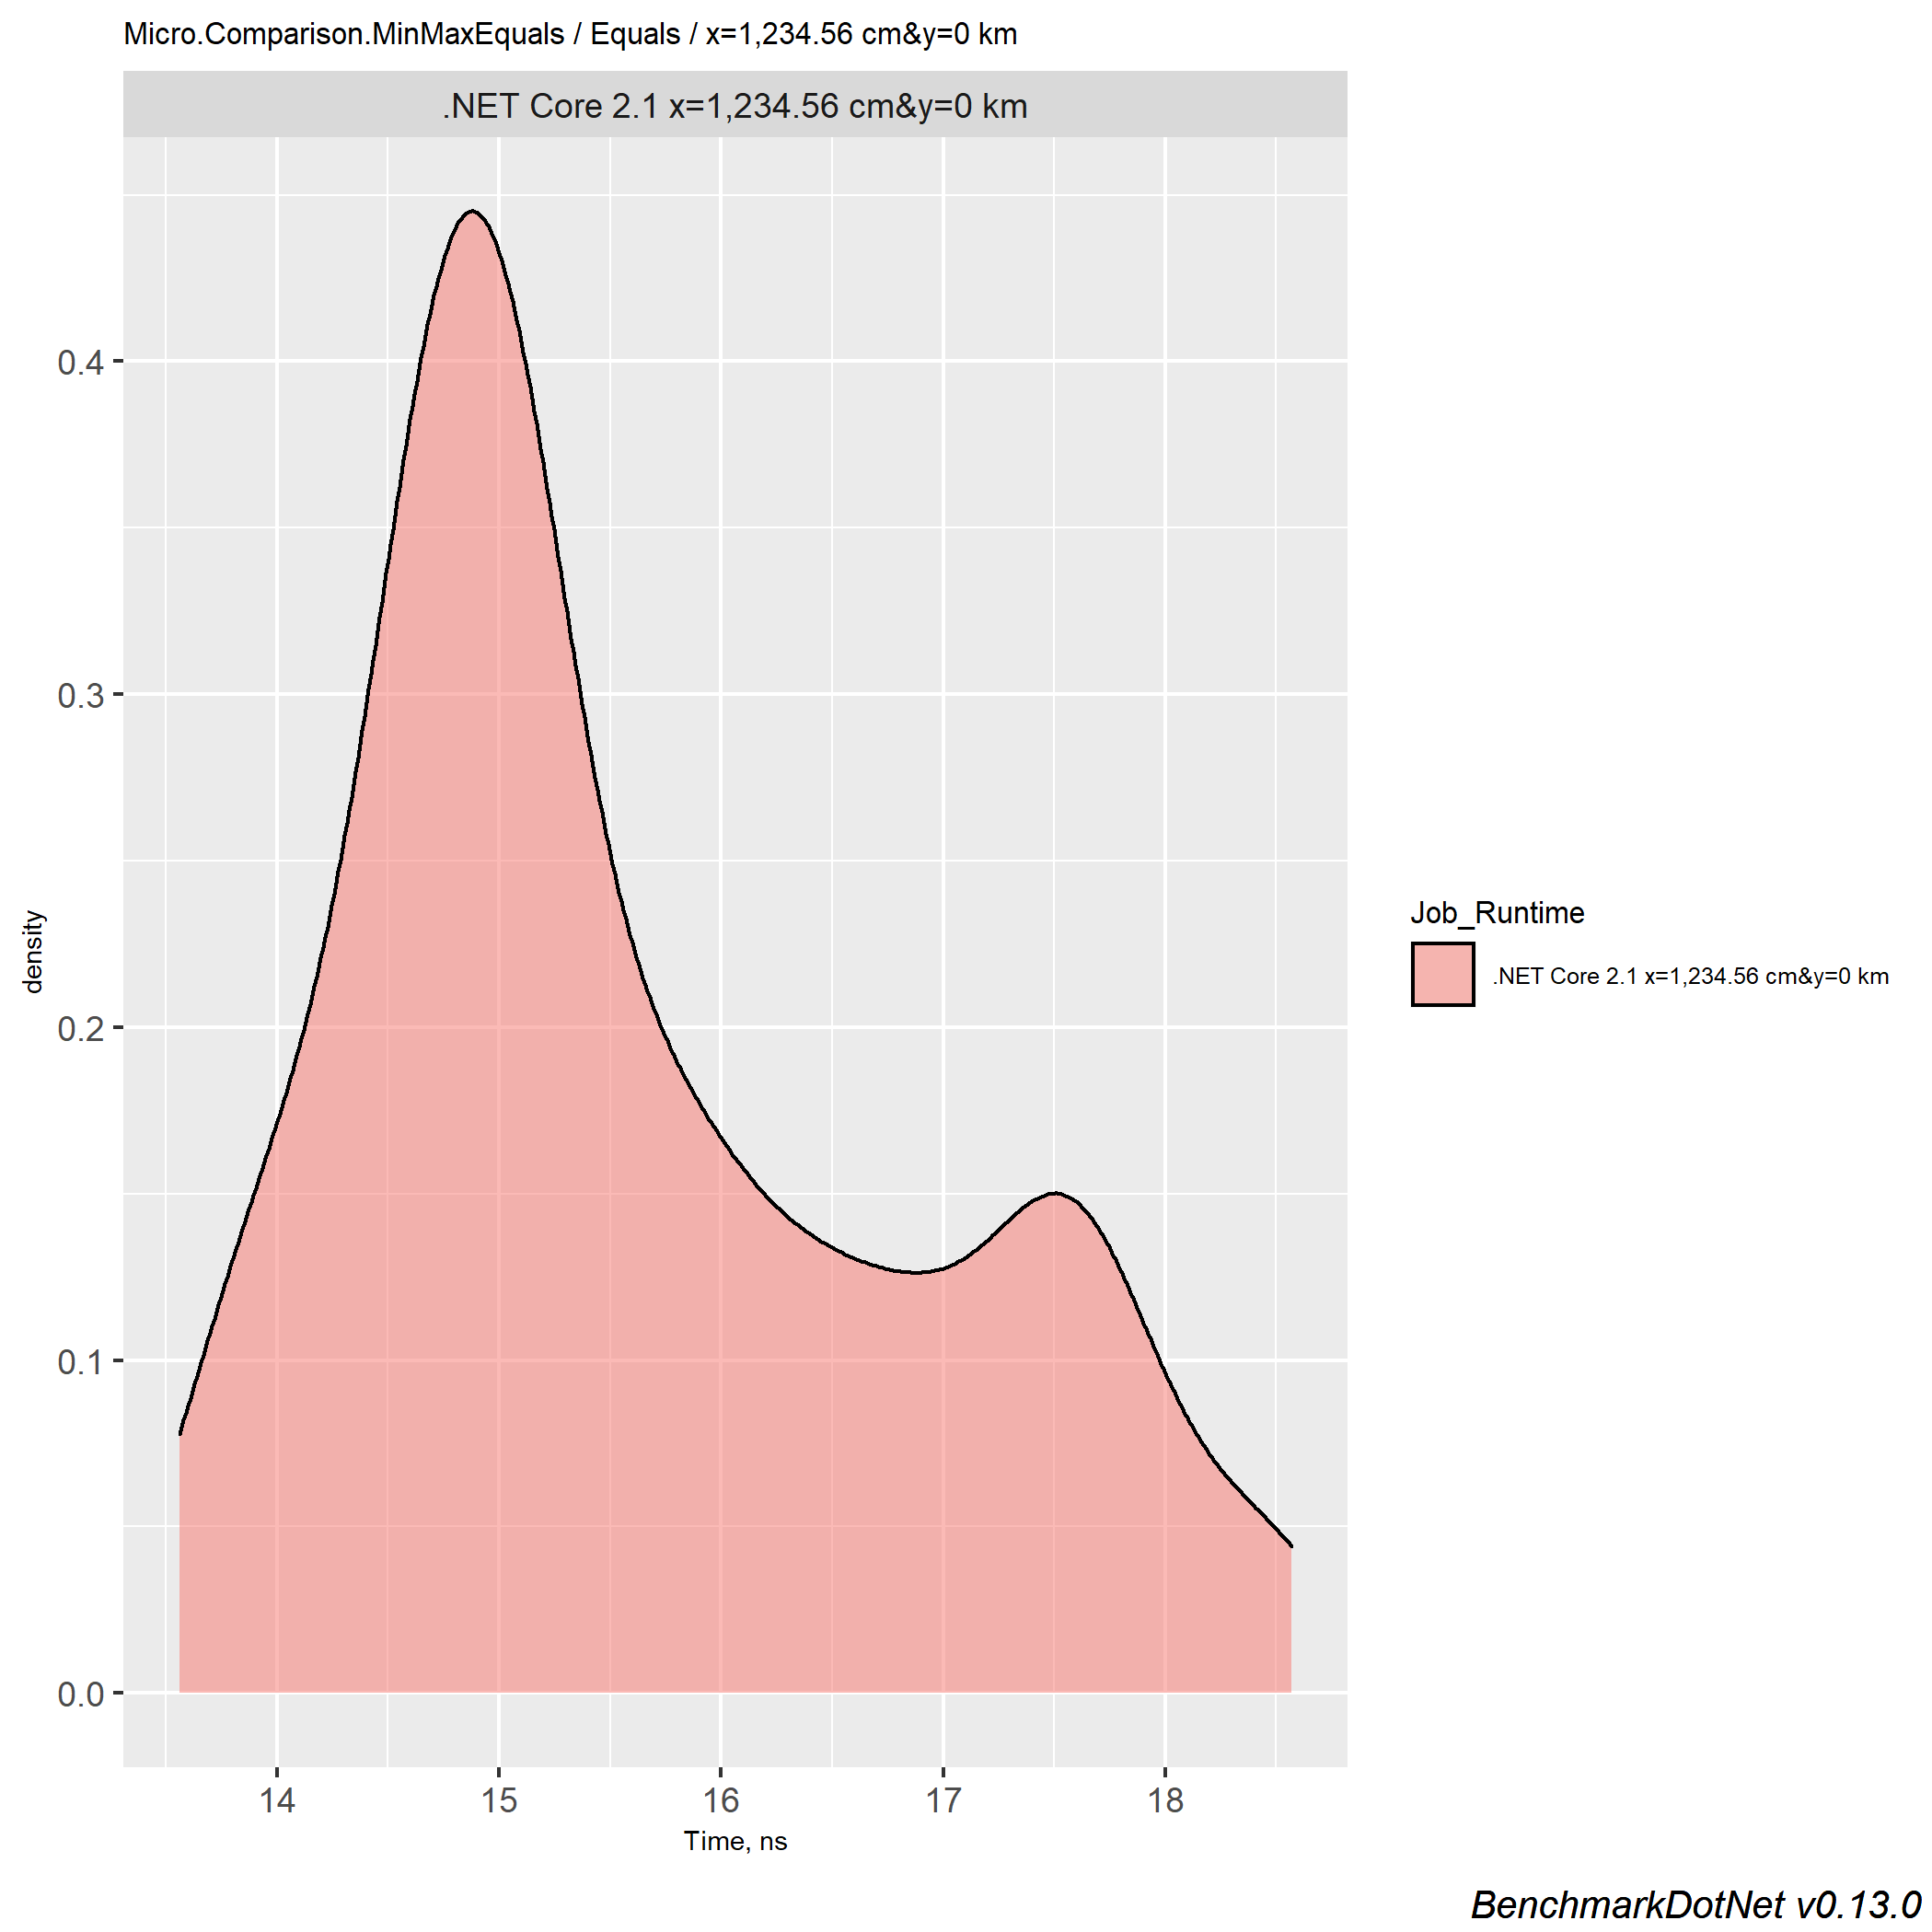 Micro.Comparison.MinMaxEquals / Equals / x=1,234.56 cm&y=0 km
.NET Core 2.1 x=1,234.56 cm&y=0 km
0.4
0.3
0.2
0.1
0.0
density
14 15 16 17 18
Time, ns
Job_Runtime
.NET Core 2.1 x=1,234.56 cm&y=0 km
BenchmarkDotNet v0.13.0